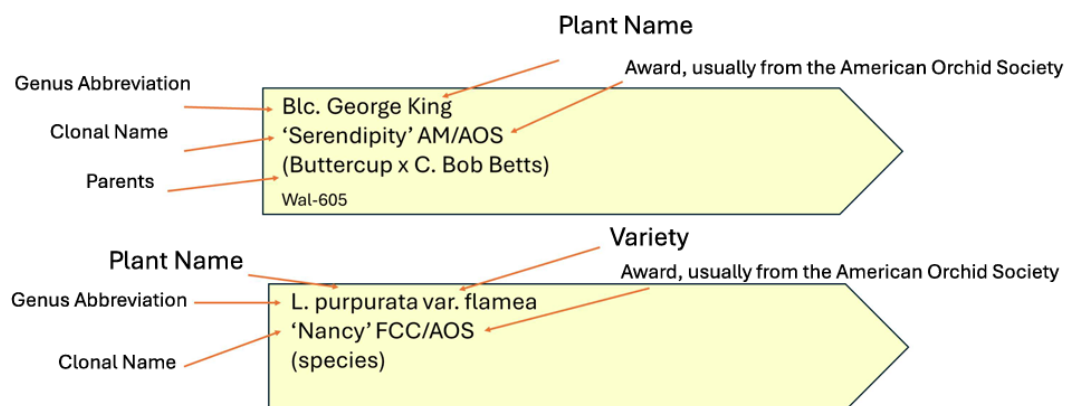 Plant Name
Award, usually from the American Orchid Society
Genus Abbreviation
Blc. George King
Clonal Name
‘Serendipity’ AM/AOS
(Buttercup x C. Bob Betts)
Parents
Wal-605
Variety
Plant Name
Award, usually from the American Orchid Society
Genus Abbreviation
L. purpurata var. flamea
‘Nancy’ FCC/AOS
Clonal Name
(species)